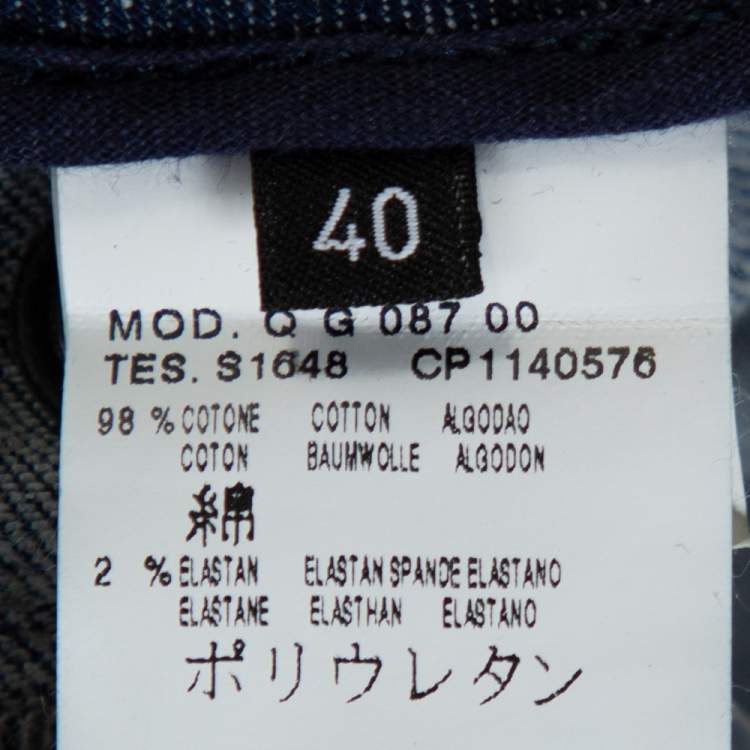 40
MOD. Q G 087 00
TES. S1648 CP1140576
98 % COTONE COTTON ALGODAO
COTON BAUMWOLLE ALGODON
綿
2 % ELASTAN ELASTAN SPANDE ELASTANO
ELASTANE ELASTHAN ELASTANO
ポリウレタン